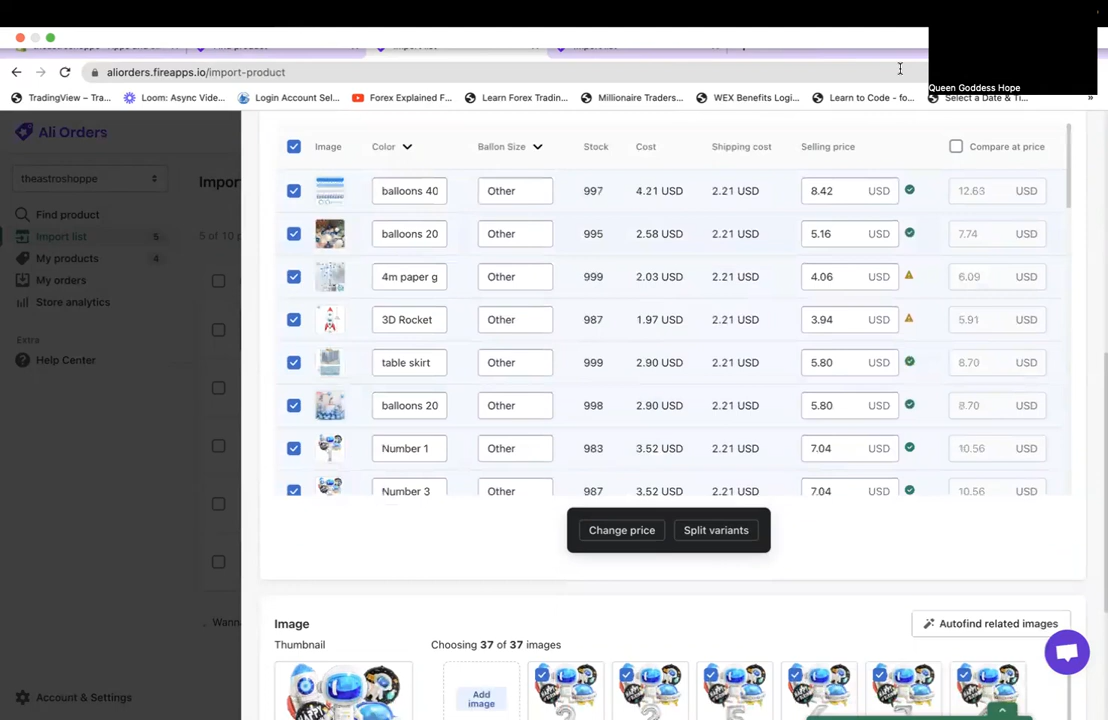 aliorders.fireapps.io/import-product
Queen Goddess Hope
TradingView – Tra...
Loom: Async Vide...
Login Account Sel...
Forex Explained F...
Learn Forex Tradin...
Millionaire Traders...
WEX Benefits Logi...
Learn to Code - fo...
Select a Date & Ti...
»
Ali Orders
theastroshoppe
Find product
Import list 5
My products 4
My orders
Store analytics
Extra
Help Center
Account & Settings
Impor
5 of 10 p
Image Color Ballon Size Stock Cost Shipping cost Selling price Compare at price
balloons 40 Other 997 4.21 USD 2.21 USD 8.42 USD 12.63 USD
balloons 20 Other 995 2.58 USD 2.21 USD 5.16 USD 7.74 USD
4m paper g Other 999 2.03 USD 2.21 USD 4.06 USD 6.09 USD
3D Rocket Other 987 1.97 USD 2.21 USD 3.94 USD 5.91 USD
table skirt Other 999 2.90 USD 2.21 USD 5.80 USD 8.70 USD
balloons 20 Other 998 2.90 USD 2.21 USD 5.80 USD 8.70 USD
Number 1 Other 983 3.52 USD 2.21 USD 7.04 USD 10.56 USD
Number 3 Other 987 3.52 USD 2.21 USD 7.04 USD 10.56 USD
Change price Split variants
Wanna
Image
Autofind related images
Thumbnail
Choosing 37 of 37 images
Add
image